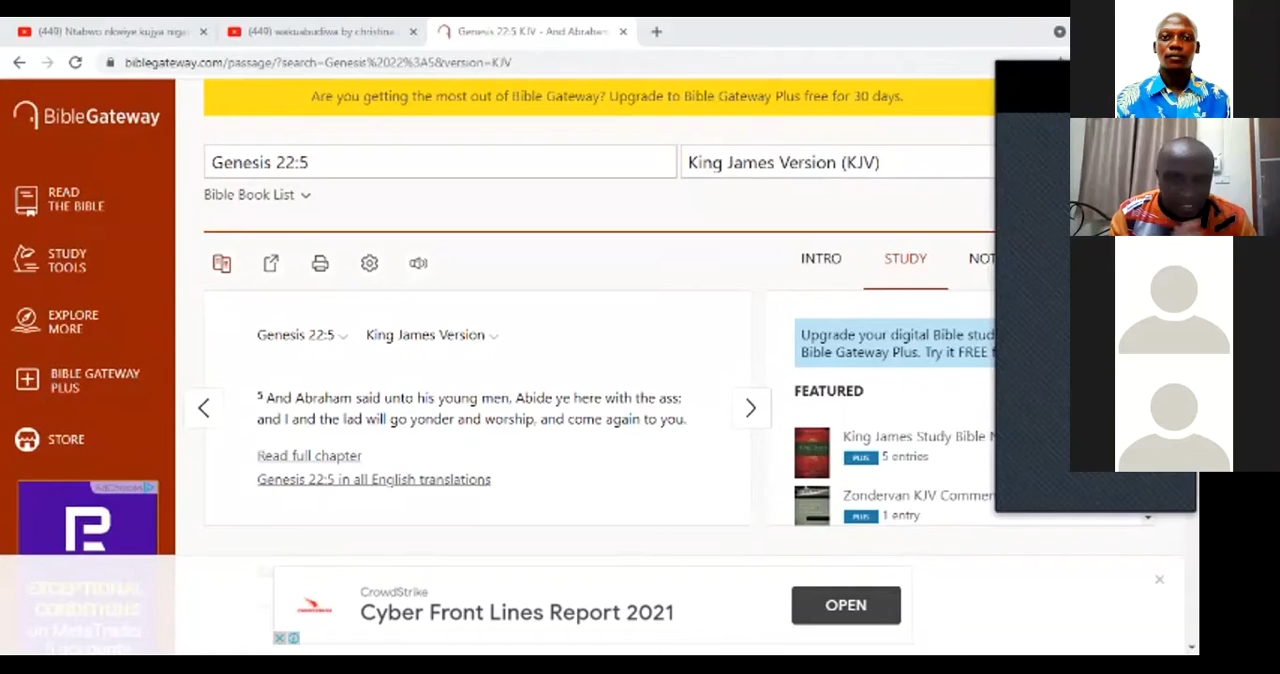 (449) Ntabwo nkwiye kujya niga
(449) wakuabudiwa by christina
Genesis 22:5 KJV - And Abraham
biblegateway.com/passage/?search=Genesis%2022%3A5&version=KJV
BibleGateway
READ
THE BIBLE
STUDY
TOOLS
EXPLORE
MORE
BIBLE GATEWAY
PLUS
STORE
AdChoices
EXCEPTIONAL
CONDITIONS
on MetaTrader
Are you getting the most out of Bible Gateway? Upgrade to Bible Gateway Plus free for 30 days.
Genesis 22:5
King James Version (KJV)
Bible Book List
INTRO
STUDY
NOT
Genesis 22:5
King James Version
5 And Abraham said unto his young men, Abide ye here with the ass;
and I and the lad will go yonder and worship, and come again to you.
Read full chapter
Genesis 22:5 in all English translations
Upgrade your digital Bible stud
Bible Gateway Plus. Try it FREE
FEATURED
King James Study Bible N
PLUS 5 entries
Zondervan KJV Commen
PLUS 1 entry
CrowdStrike
Cyber Front Lines Report 2021
OPEN